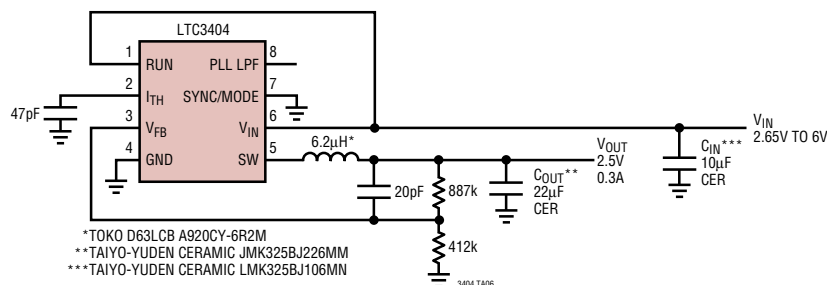 LTC3404
1
RUN
PLL LPF
8
2
ITH
SYNC/MODE
7
47pF
3
VFB
VIN
6
4
GND
SW
5
6.2µH*
VIN
2.65V TO 6V
CIN***
10µF
CER
VOUT
2.5V
0.3A
COUT**
22µF
CER
20pF
887k
412k
*TOKO D63LCB A920CY-6R2M
**TAIYO-YUDEN CERAMIC JMK325BJ226MM
***TAIYO-YUDEN CERAMIC LMK325BJ106MN
3404 TA06